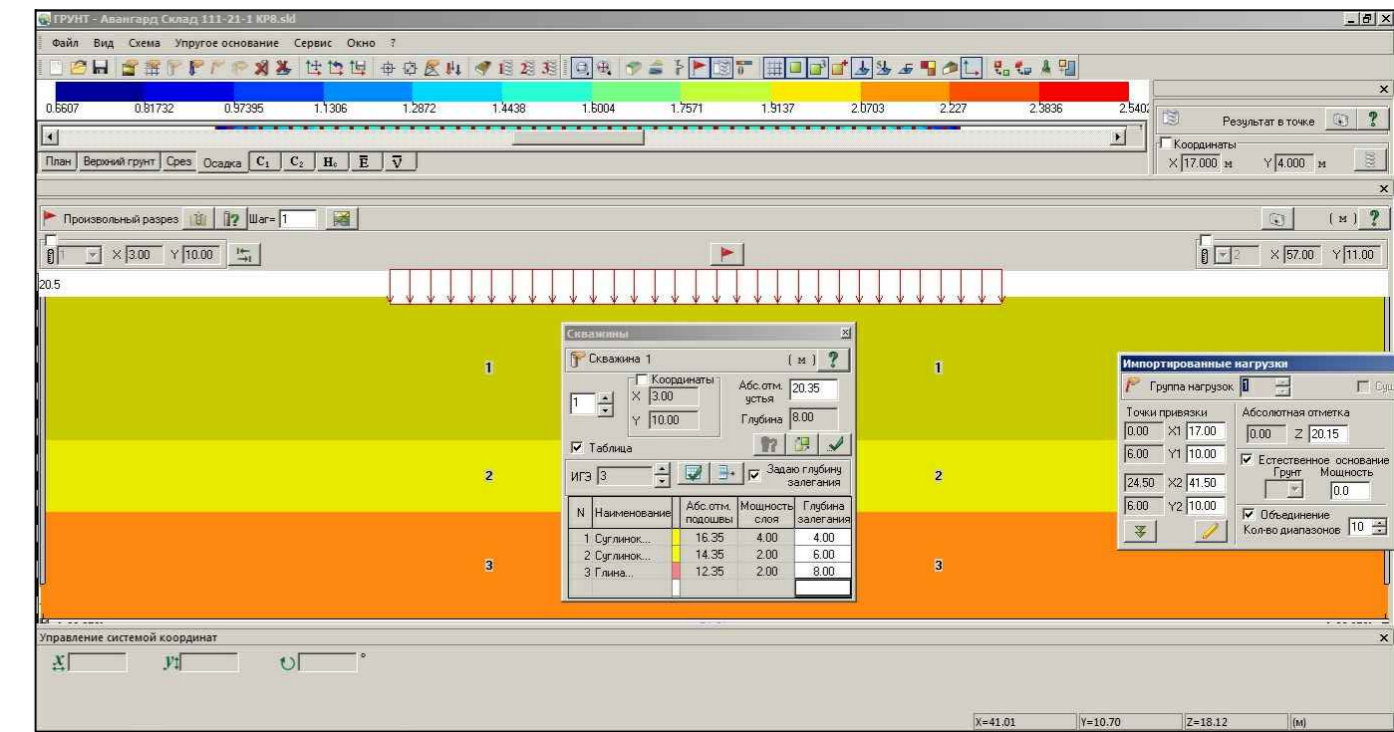 ГРУНТ - Авангард Склад 111-21-1 КР8.sld
Файл Вид Схема Упругое основание Сервис Окно ?
0.6607 0.81732 0.97395 1.1306 1.2872 1.4438 1.6004 1.7571 1.9137 2.0703 2.227 2.3836 2.5402
Результат в точке ?
Координаты
X 17.000 м Y 4.000 м
План Верхний грунт Срез Осадка C₁ C₂ Hc E V
Произвольный разрез Шаг= 1 ( м ) ?
1 X 3.00 Y 10.00 2 X 57.00 Y 11.00
20.5
1 1
2 2
3 3
Скважины
Скважина 1 ( м ) ?
1
Координаты
X 3.00
Y 10.00
Абс.отм. устья 20.35
Глубина 8.00
Таблица
ИГЭ 3 Задаю глубину залегания
N Наименование Абс.отм. подошвы Мощность слоя Глубина залегания
1 Суглинок... 16.35 4.00 4.00
2 Суглинок... 14.35 2.00 6.00
3 Глина... 12.35 2.00 8.00
Импортированные нагрузки
Группа нагрузок 1
Точки привязки Абсолютная отметка
0.00 X1 17.00 0.00 Z 20.15
6.00 Y1 10.00 Естественное основание
Грунт Мощность
24.50 X2 41.50 0.0
6.00 Y2 10.00 Объединение
Кол-во диапазонов 10
Управление системой координат
x y °
X=41.01 Y=10.70 Z=18.12 (м)